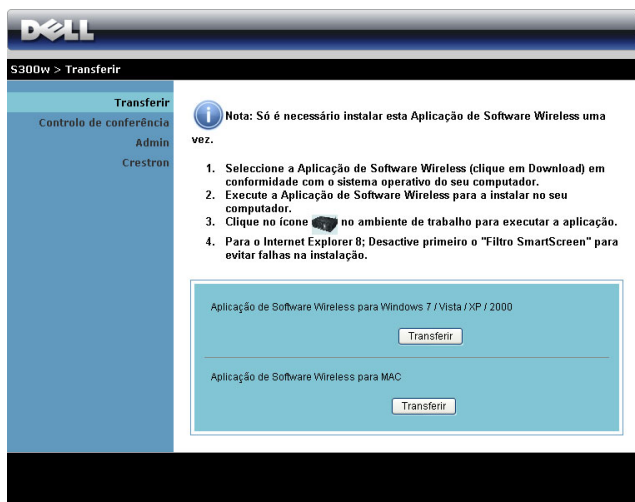 DELL
S300w > Transferir
Transferir
Controlo de conferência
Admin
Crestron
Nota: Só é necessário instalar esta Aplicação de Software Wireless uma
vez.
1. Seleccione a Aplicação de Software Wireless (clique em Download) em
conformidade com o sistema operativo do seu computador.
2. Execute a Aplicação de Software Wireless para a instalar no seu
computador.
3. Clique no ícone no ambiente de trabalho para executar a aplicação.
4. Para o Internet Explorer 8; Desactive primeiro o "Filtro SmartScreen" para
evitar falhas na instalação.
Aplicação de Software Wireless para Windows 7 / Vista / XP / 2000
Transferir
Aplicação de Software Wireless para MAC
Transferir